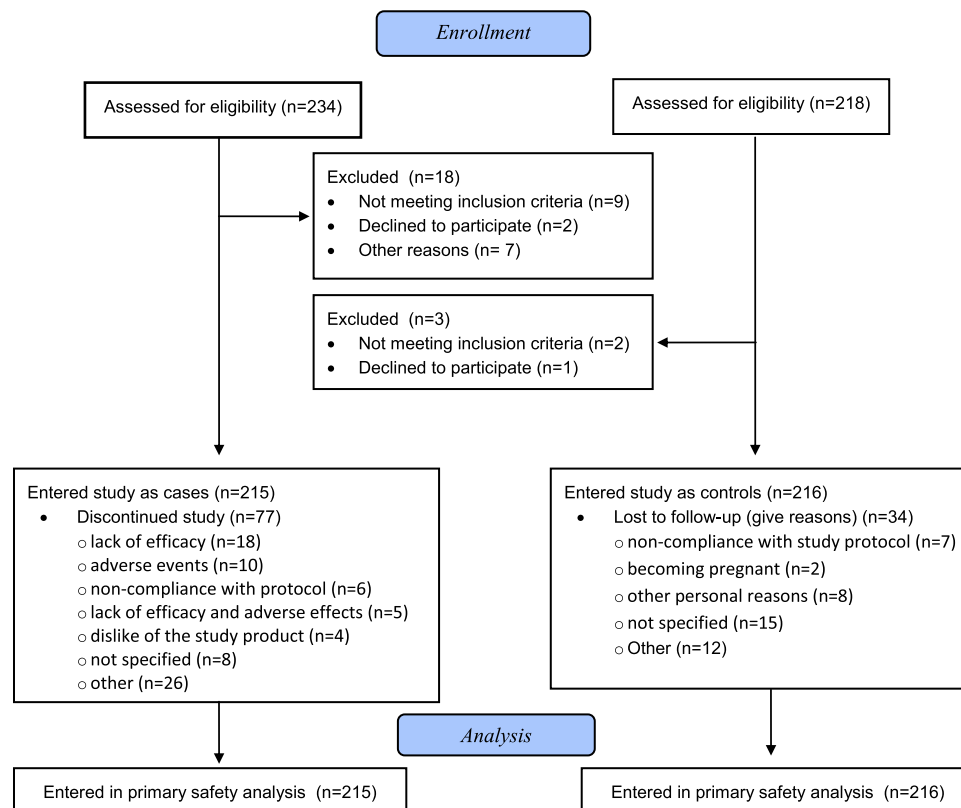 Enrollment
Assessed for eligibility (n=234)
Assessed for eligibility (n=218)
Excluded (n=18)
• Not meeting inclusion criteria (n=9)
• Declined to participate (n=2)
• Other reasons (n= 7)
Excluded (n=3)
• Not meeting inclusion criteria (n=2)
• Declined to participate (n=1)
Entered study as cases (n=215)
• Discontinued study (n=77)
○ lack of efficacy (n=18)
○ adverse events (n=10)
○ non-compliance with protocol (n=6)
○ lack of efficacy and adverse effects (n=5)
○ dislike of the study product (n=4)
○ not specified (n=8)
○ other (n=26)
Entered study as controls (n=216)
• Lost to follow-up (give reasons) (n=34)
○ non-compliance with study protocol (n=7)
○ becoming pregnant (n=2)
○ other personal reasons (n=8)
○ not specified (n=15)
○ Other (n=12)
Analysis
Entered in primary safety analysis (n=215)
Entered in primary safety analysis (n=216)